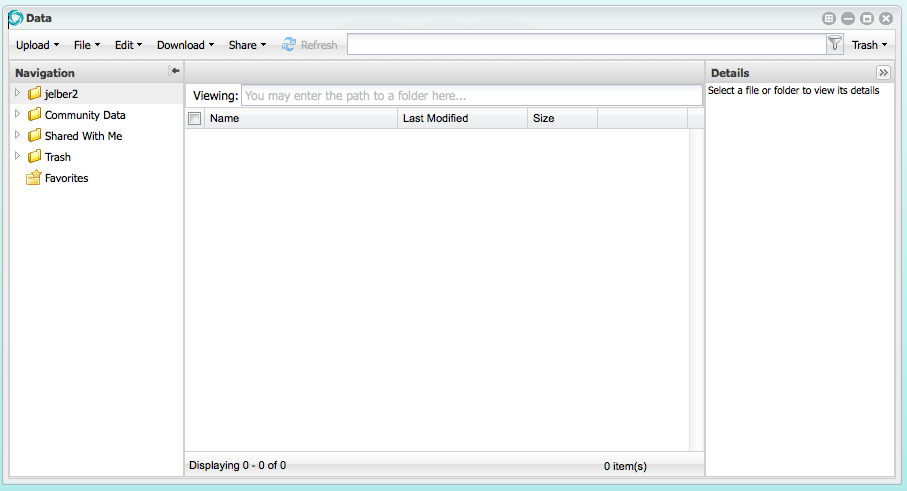 Data
Upload File Edit Download Share Refresh Trash
Navigation
jelber2
Community Data
Shared With Me
Trash
Favorites
Viewing: You may enter the path to a folder here...
Name Last Modified Size
Displaying 0 - 0 of 0 0 item(s)
Details
Select a file or folder to view its details